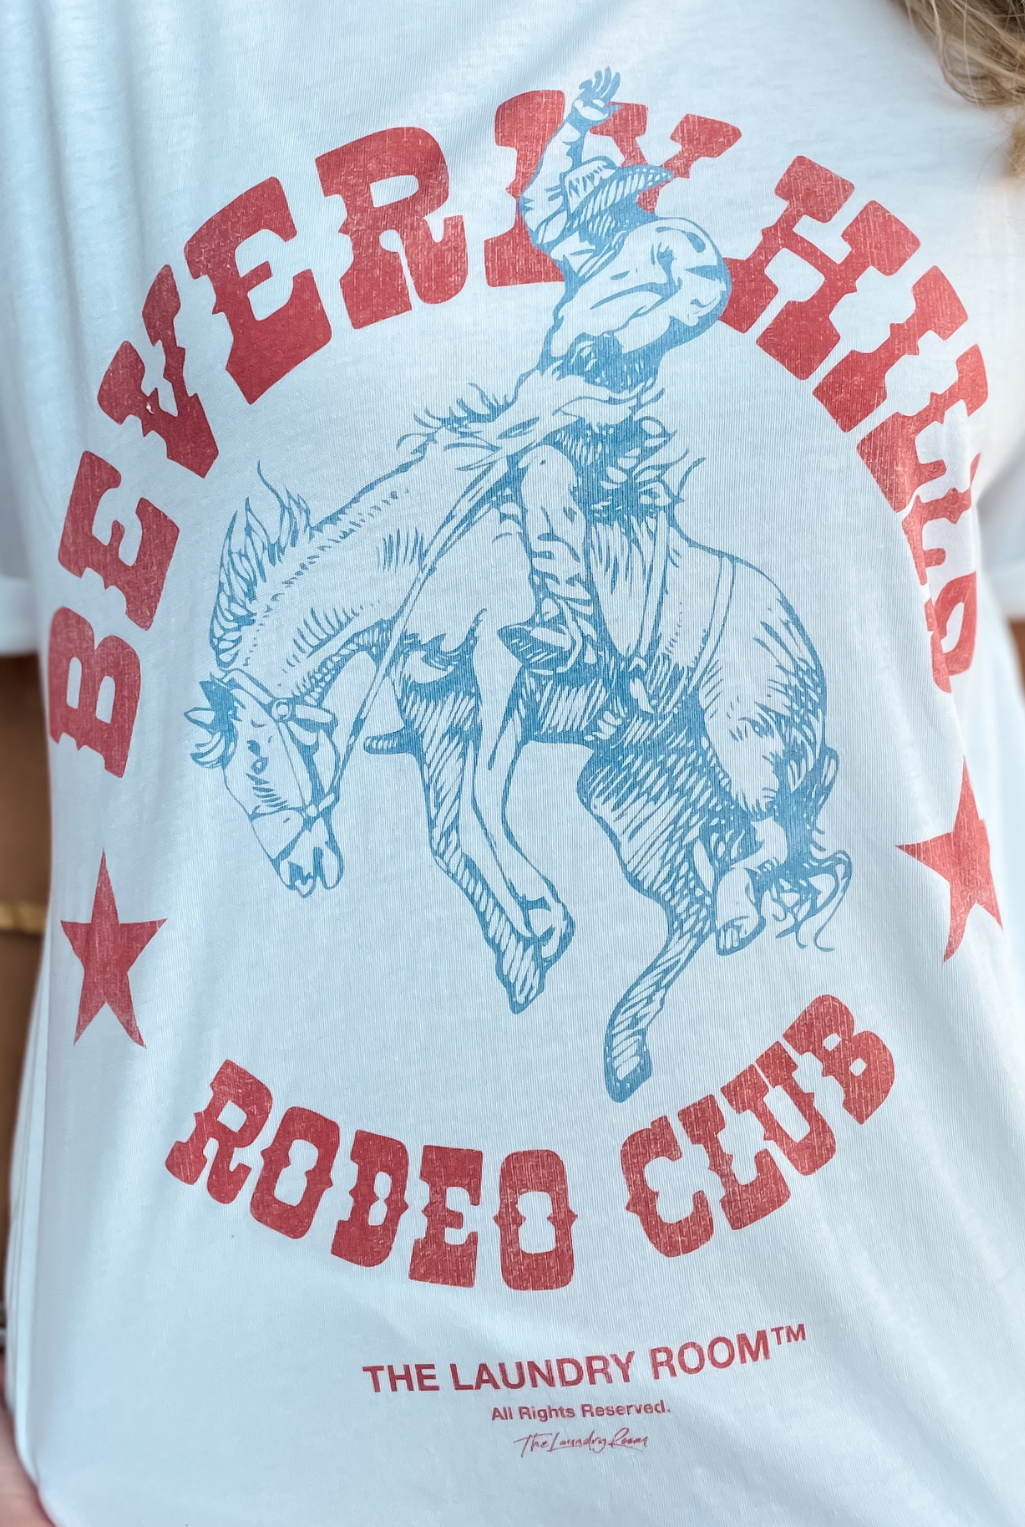 BEVERLY HILLS
RODEO CLUB
THE LAUNDRY ROOM™
All Rights Reserved.
The Laundry Room